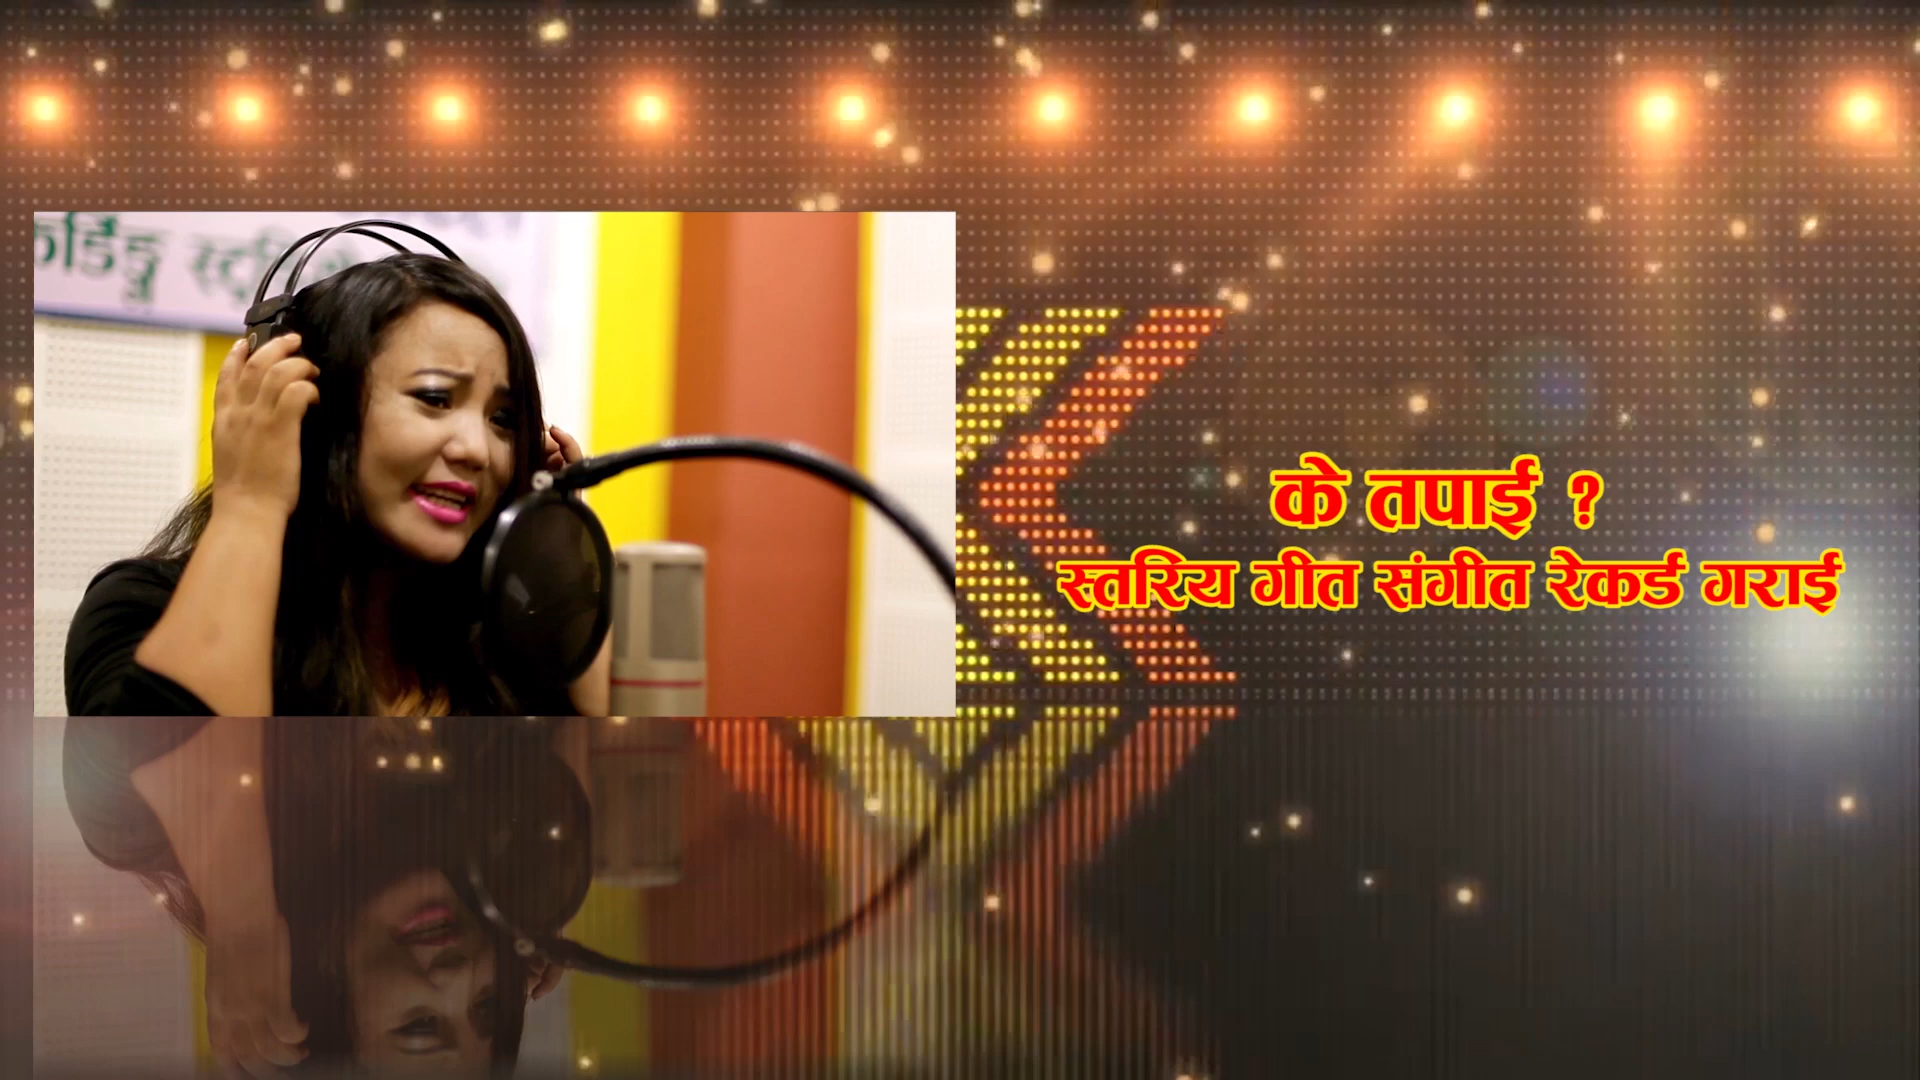 के तपाई ?
स्तरिय गीत संगीत रेकर्ड गराई